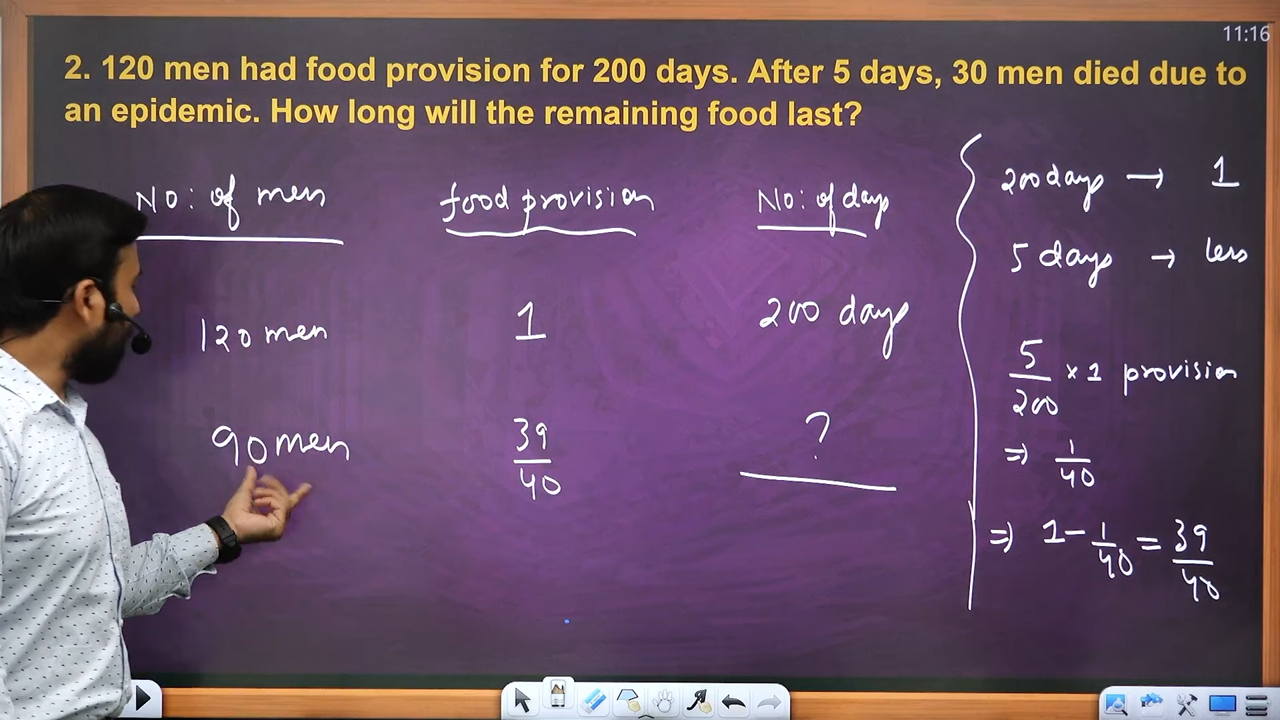 11:16
2. 120 men had food provision for 200 days. After 5 days, 30 men died due to
an epidemic. How long will the remaining food last?
No: of men food provision No: of days
120 men 1 200 days
90 men 39/40 ?
200 days → 1
5 days → less
5/200 × 1 provision
⇒ 1/40
⇒ 1 - 1/40 = 39/40